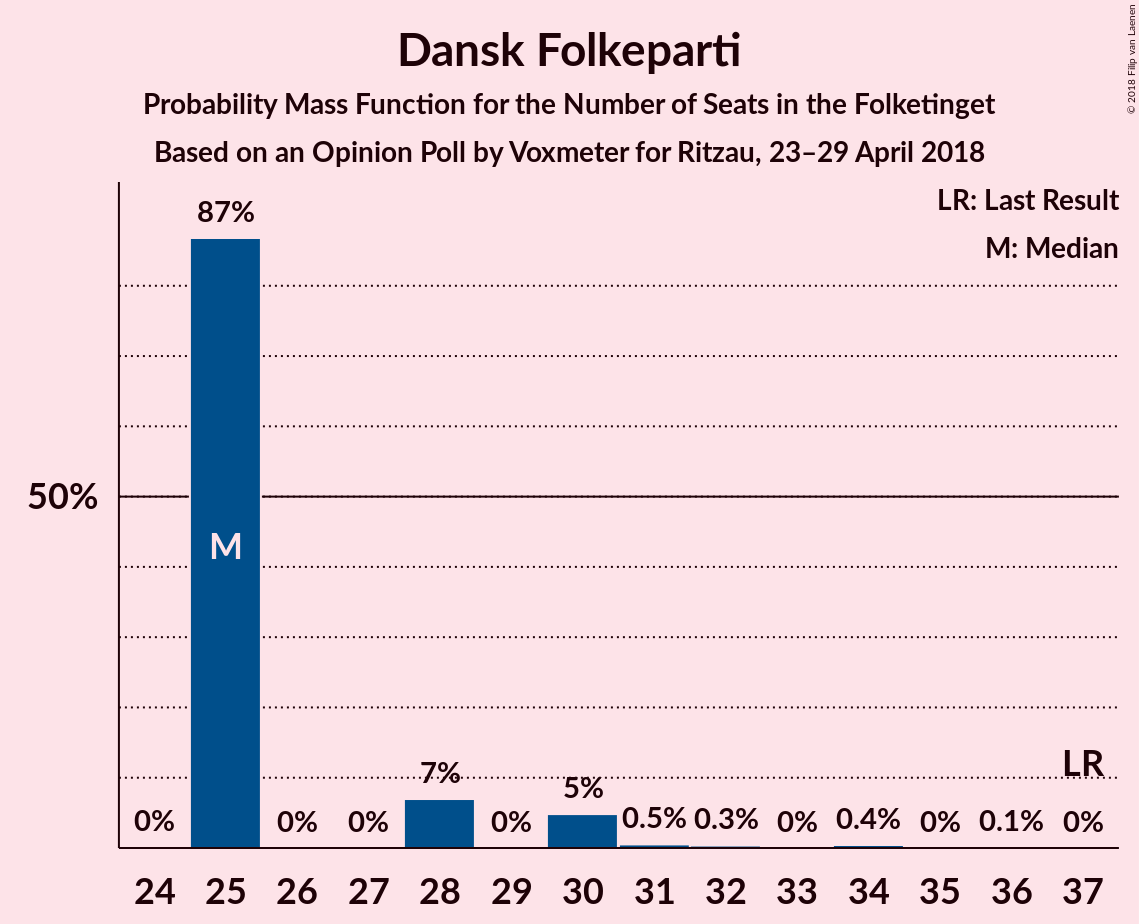 Dansk Folkeparti
Probability Mass Function for the Number of Seats in the Folketinget
Based on an Opinion Poll by Voxmeter for Ritzau, 23–29 April 2018
© 2018 Filip van Laenen
LR: Last Result
M: Median
87%
50%
M
LR
0% 0% 0% 7% 0% 5% 0.5% 0.3% 0% 0.4% 0% 0.1% 0%
24 25 26 27 28 29 30 31 32 33 34 35 36 37